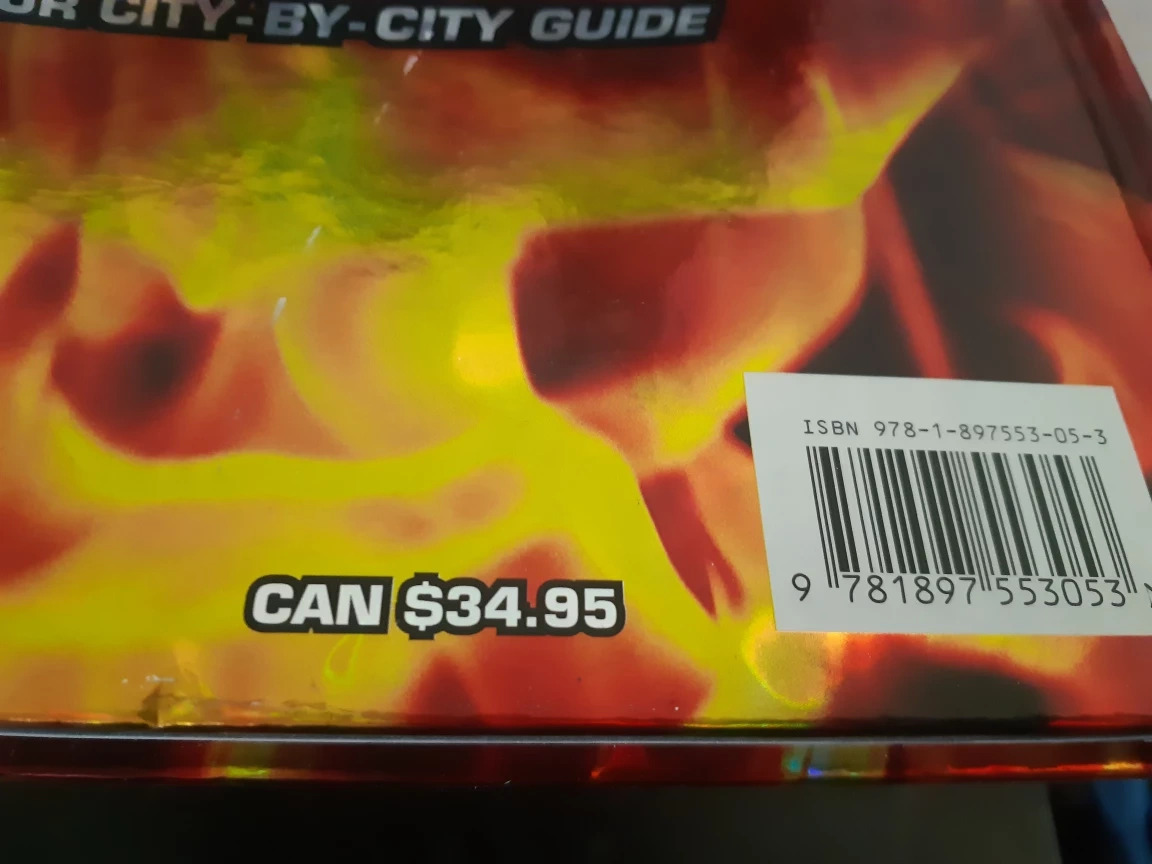 CITY-BY-CITY GUIDE
ISBN 978-1-897553-05-3
9 781897 553053
CAN $34.95